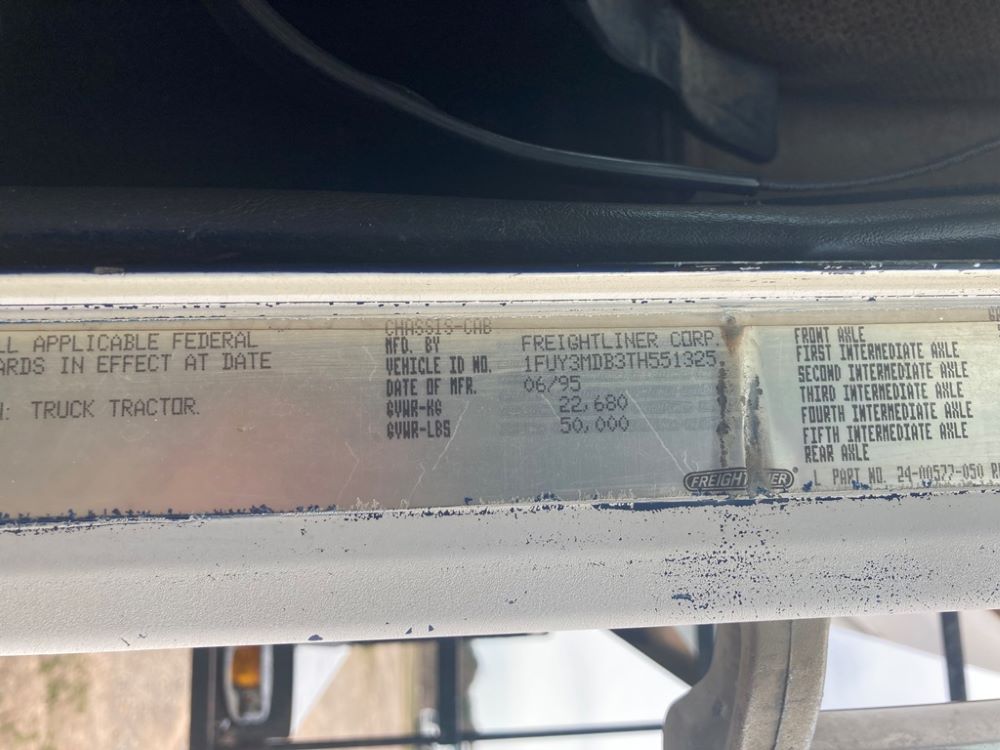 LL APPLICABLE FEDERAL
ARDS IN EFFECT AT DATE
N: TRUCK TRACTOR.
CHASSIS-CAB
MFD. BY FREIGHTLINER CORP.
VEHICLE ID NO. 1FUY3MDB3TH551325
DATE OF MFR. 06/95
GVWR-KG 22,680
GVWR-LBS 50,000
FREIGHTLINER
FRONT AXLE
FIRST INTERMEDIATE AXLE
SECOND INTERMEDIATE AXLE
THIRD INTERMEDIATE AXLE
FOURTH INTERMEDIATE AXLE
FIFTH INTERMEDIATE AXLE
REAR AXLE
L PART NO. 24-00577-050